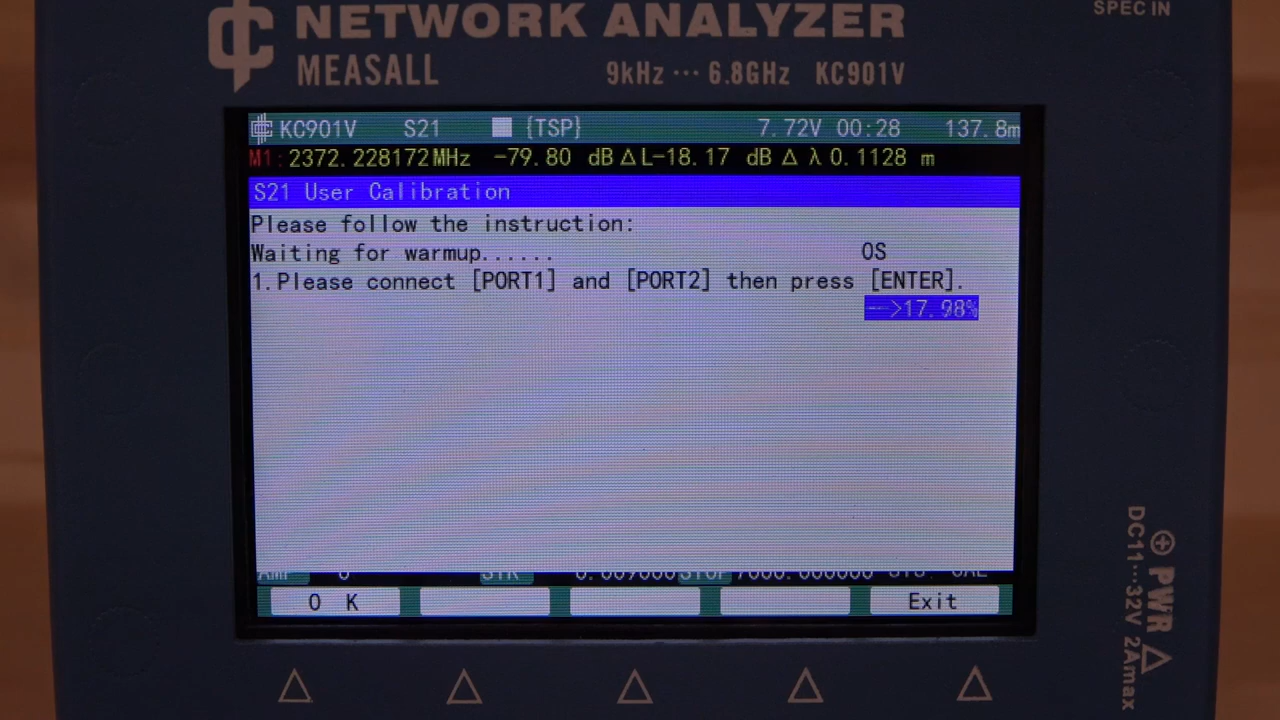 NETWORK ANALYZER
SPEC IN
MEASALL 9kHz ··· 6.8GHz KC901V
KC901V S21 {TSP} 7.72V 00:28 137.8m
M1: 2372.228172MHz -79.80 dB ΔL-18.17 dB Δ λ 0.1128 m
S21 User Calibration
Please follow the instruction:
Waiting for warmup...... OS
1.Please connect [PORT1] and [PORT2] then press [ENTER].
-->17.98%
O K Exit
PWR
DC11···32V 2Amax